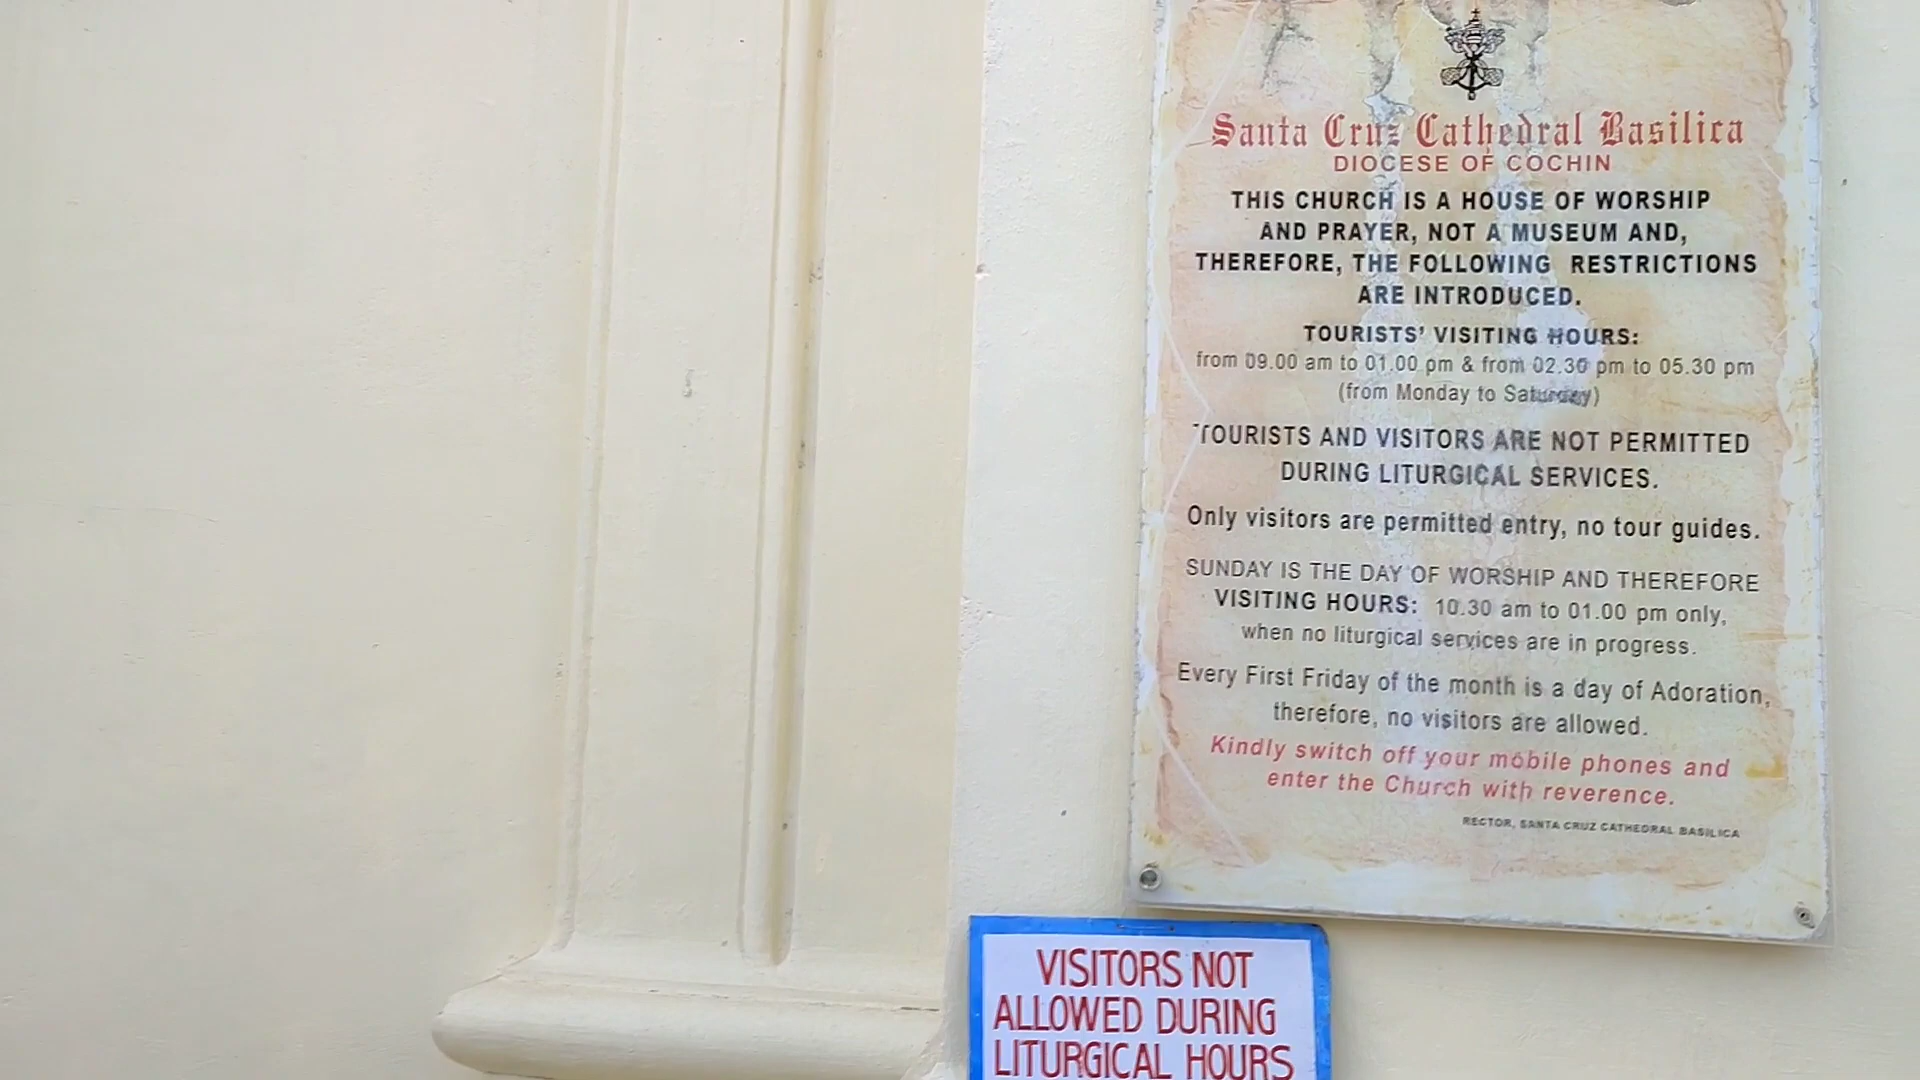 Santa Cruz Cathedral Basilica
DIOCESE OF COCHIN
THIS CHURCH IS A HOUSE OF WORSHIP
AND PRAYER, NOT A MUSEUM AND,
THEREFORE, THE FOLLOWING RESTRICTIONS
ARE INTRODUCED.
TOURISTS' VISITING HOURS:
from 09.00 am to 01.00 pm & from 02.30 pm to 05.30 pm
(from Monday to Saturday)
TOURISTS AND VISITORS ARE NOT PERMITTED
DURING LITURGICAL SERVICES.
Only visitors are permitted entry, no tour guides.
SUNDAY IS THE DAY OF WORSHIP AND THEREFORE
VISITING HOURS: 10.30 am to 01.00 pm only,
when no liturgical services are in progress.
Every First Friday of the month is a day of Adoration,
therefore, no visitors are allowed.
Kindly switch off your mobile phones and
enter the Church with reverence.
RECTOR, SANTA CRUZ CATHEDRAL BASILICA
VISITORS NOT
ALLOWED DURING
LITURGICAL HOURS